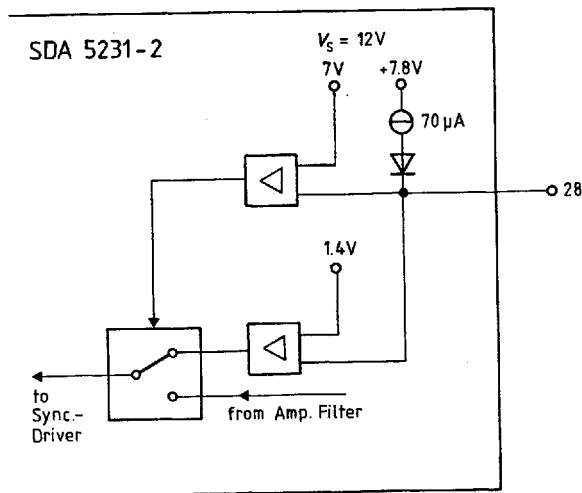 SDA 5231-2
V_S = 12V
7V
+7.8V
70 µA
28
1.4V
to
Sync.-
Driver
from Amp. Filter